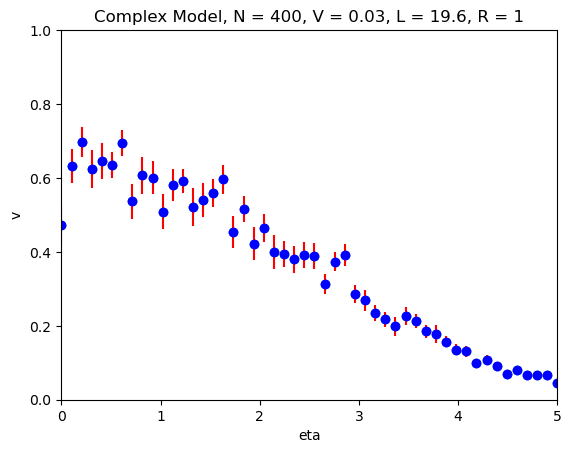 Complex Model, N = 400, V = 0.03, L = 19.6, R = 1
1.0
0.8
0.6
0.4
0.2
0.0
v
0 1 2 3 4 5
eta